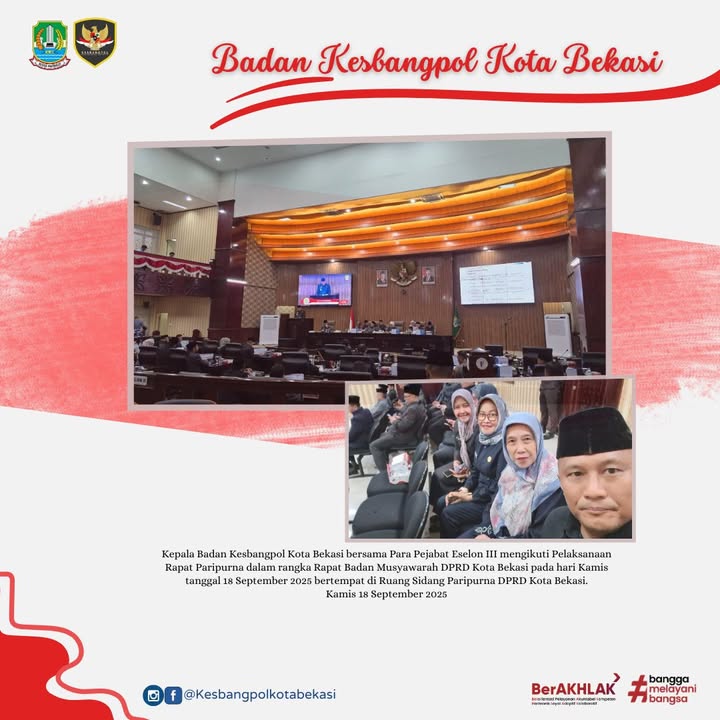 Badan Kesbangpol Kota Bekasi
Kepala Badan Kesbangpol Kota Bekasi bersama Para Pejabat Eselon III mengikuti Pelaksanaan
Rapat Paripurna dalam rangka Rapat Badan Musyawarah DPRD Kota Bekasi pada hari Kamis
tanggal 18 September 2025 bertempat di Ruang Sidang Paripurna DPRD Kota Bekasi.
Kamis 18 September 2025
@Kesbangpolkotabekasi
BerAKHLAK
#bangga
melayani
bangsa